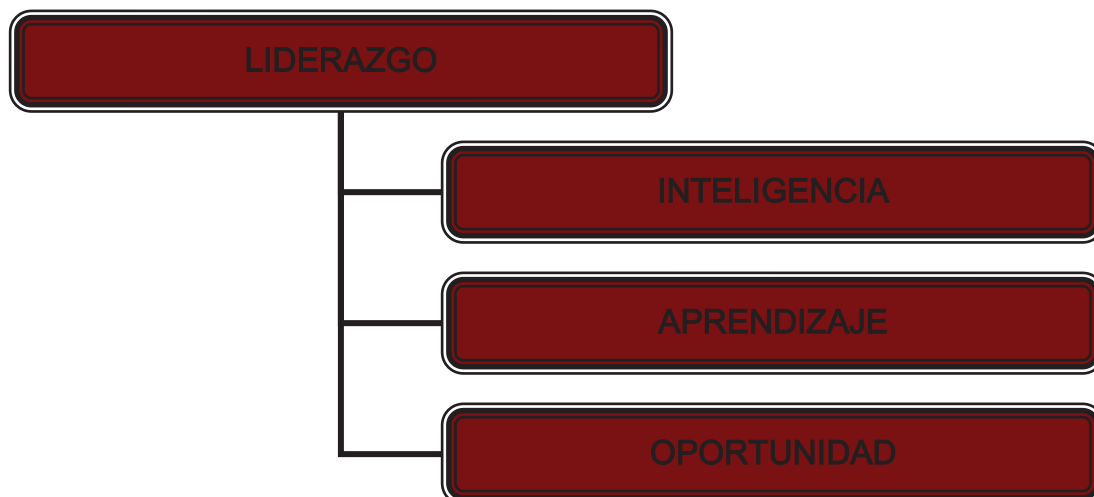 LIDERAZGO
INTELIGENCIA
APRENDIZAJE
OPORTUNIDAD